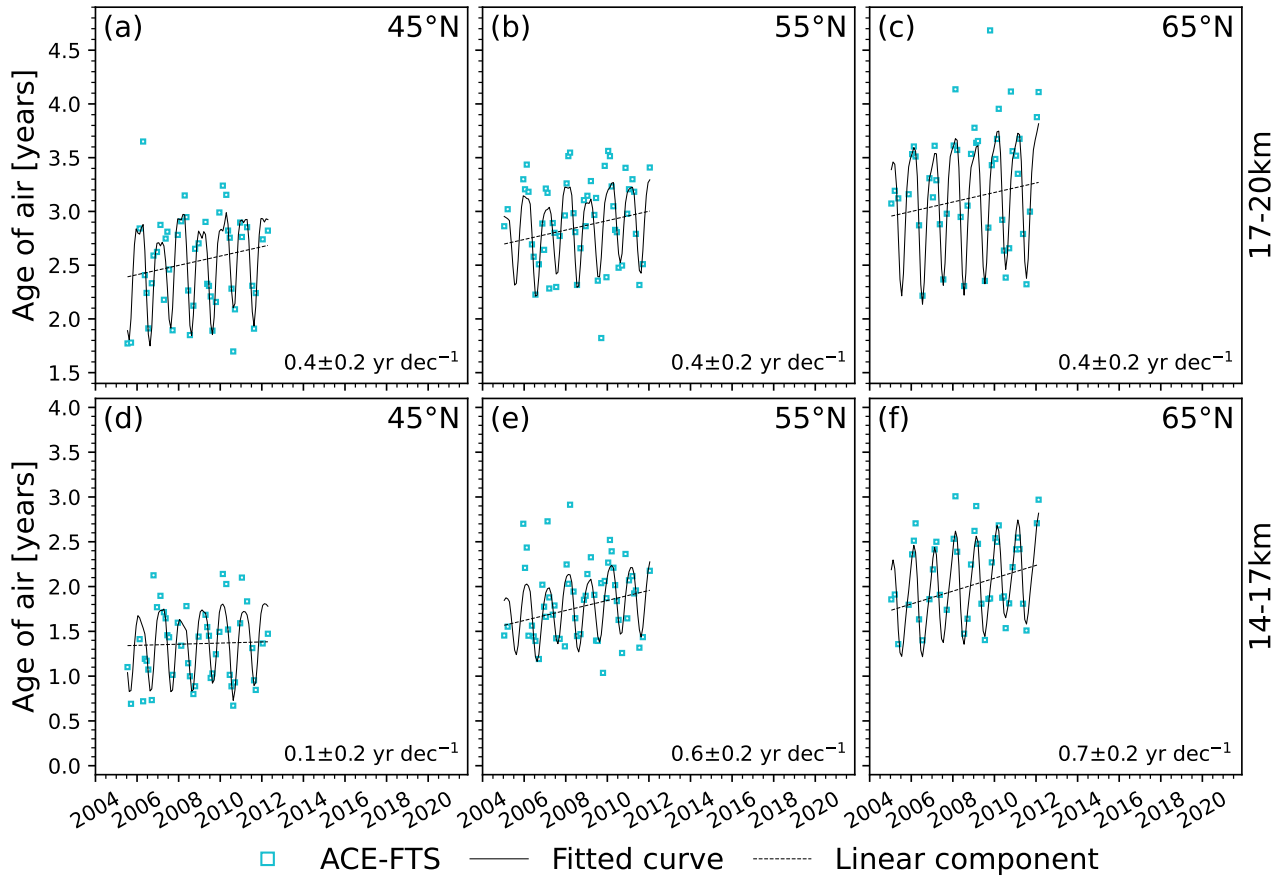 (a) 45°N
(b) 55°N
(c) 65°N
Age of air [years]
4.5
4.0
3.5
3.0
2.5
2.0
1.5
0.4±0.2 yr dec⁻¹
0.4±0.2 yr dec⁻¹
0.4±0.2 yr dec⁻¹
17-20km
(d) 45°N
(e) 55°N
(f) 65°N
Age of air [years]
4.0
3.5
3.0
2.5
2.0
1.5
1.0
0.5
0.0
0.1±0.2 yr dec⁻¹
0.6±0.2 yr dec⁻¹
0.7±0.2 yr dec⁻¹
14-17km
2004 2006 2008 2010 2012 2014 2016 2018 2020
2004 2006 2008 2010 2012 2014 2016 2018 2020
2004 2006 2008 2010 2012 2014 2016 2018 2020
ACE-FTS Fitted curve Linear component